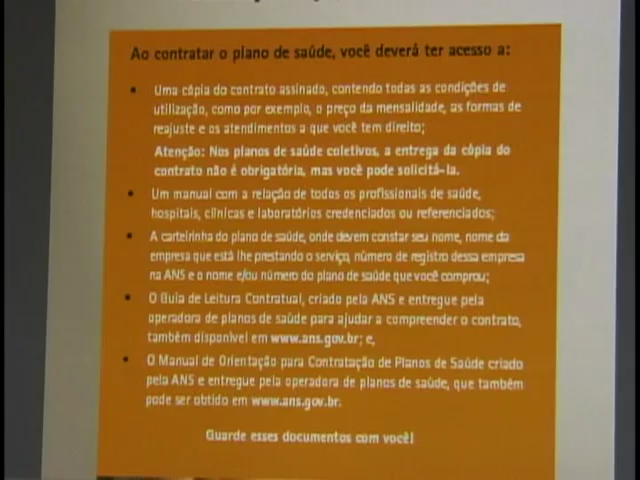 Ao contratar o plano de saúde, você deverá ter acesso a:
• Uma cópia do contrato assinado, contendo todas as condições de
utilização, como por exemplo, o preço da mensalidade, as formas de
reajuste e os atendimentos a que você tem direito;
Atenção: Nos planos de saúde coletivos, a entrega da cópia do
contrato não é obrigatória, mas você pode solicitá-la.
• Um manual com a relação de todos os profissionais de saúde,
hospitais, clínicas e laboratórios credenciados ou referenciados;
• A carteirinha do plano de saúde, onde devem constar seu nome, nome da
empresa que está lhe prestando o serviço, número de registro dessa empresa
na ANS e o nome e/ou número do plano de saúde que você comprou;
• O Guia de Leitura Contratual, criado pela ANS e entregue pela
operadora de planos de saúde para ajudar a compreender o contrato,
também disponível em www.ans.gov.br; e,
• O Manual de Orientação para Contratação de Planos de Saúde criado
pela ANS e entregue pela operadora de planos de saúde, que também
pode ser obtido em www.ans.gov.br.
Guarde esses documentos com você!